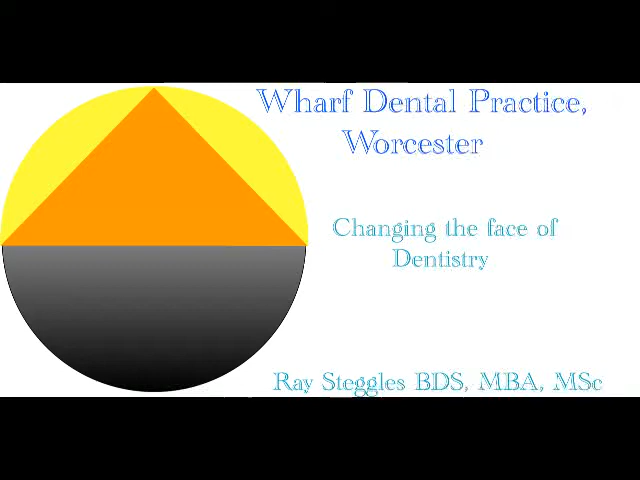 Wharf Dental Practice,
Worcester
Changing the face of
Dentistry
Ray Steggles BDS, MBA, MSc